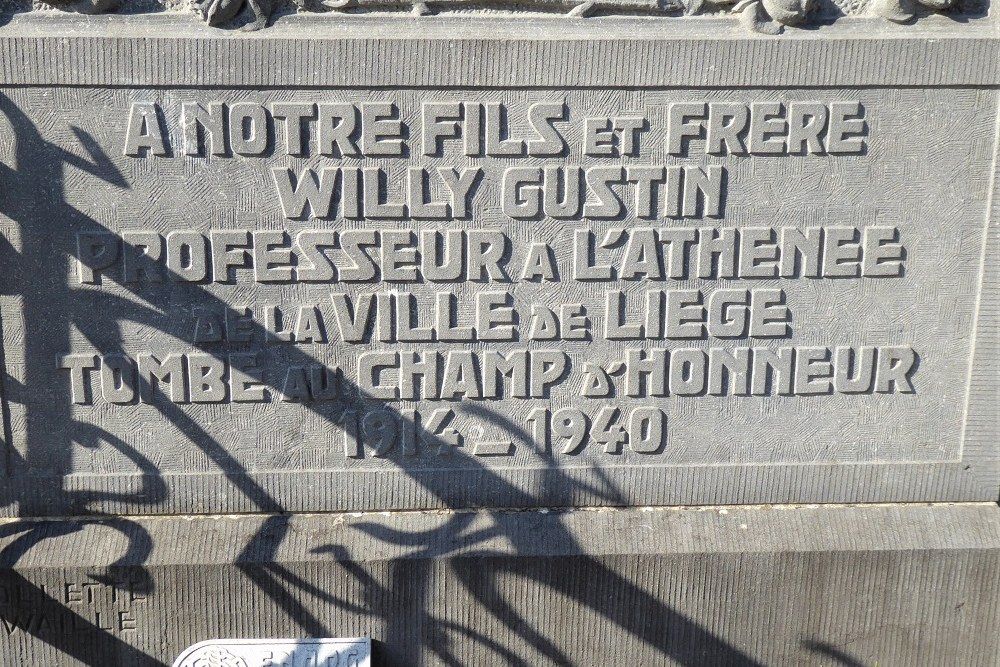 A NOTRE FILS ET FRERE
WILLY GUSTIN
PROFESSEUR A L'ATHENEE
DE LA VILLE DE LIEGE
TOMBE AU CHAMP D'HONNEUR
1914 - 1940